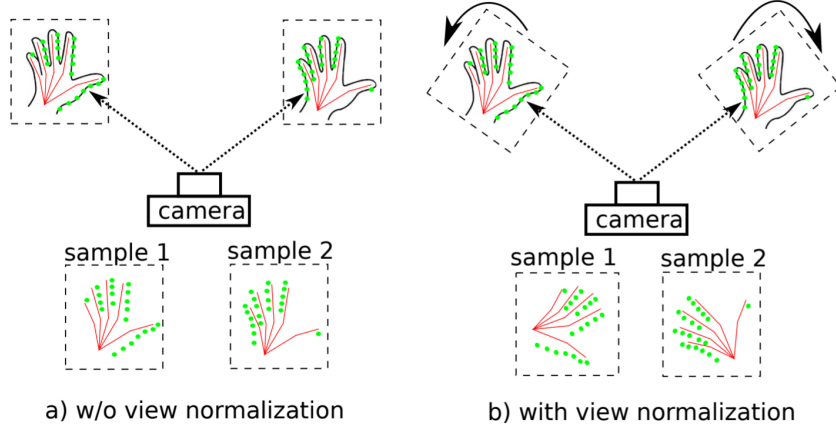 camera
camera
sample 1
sample 2
sample 1
sample 2
a) w/o view normalization
b) with view normalization